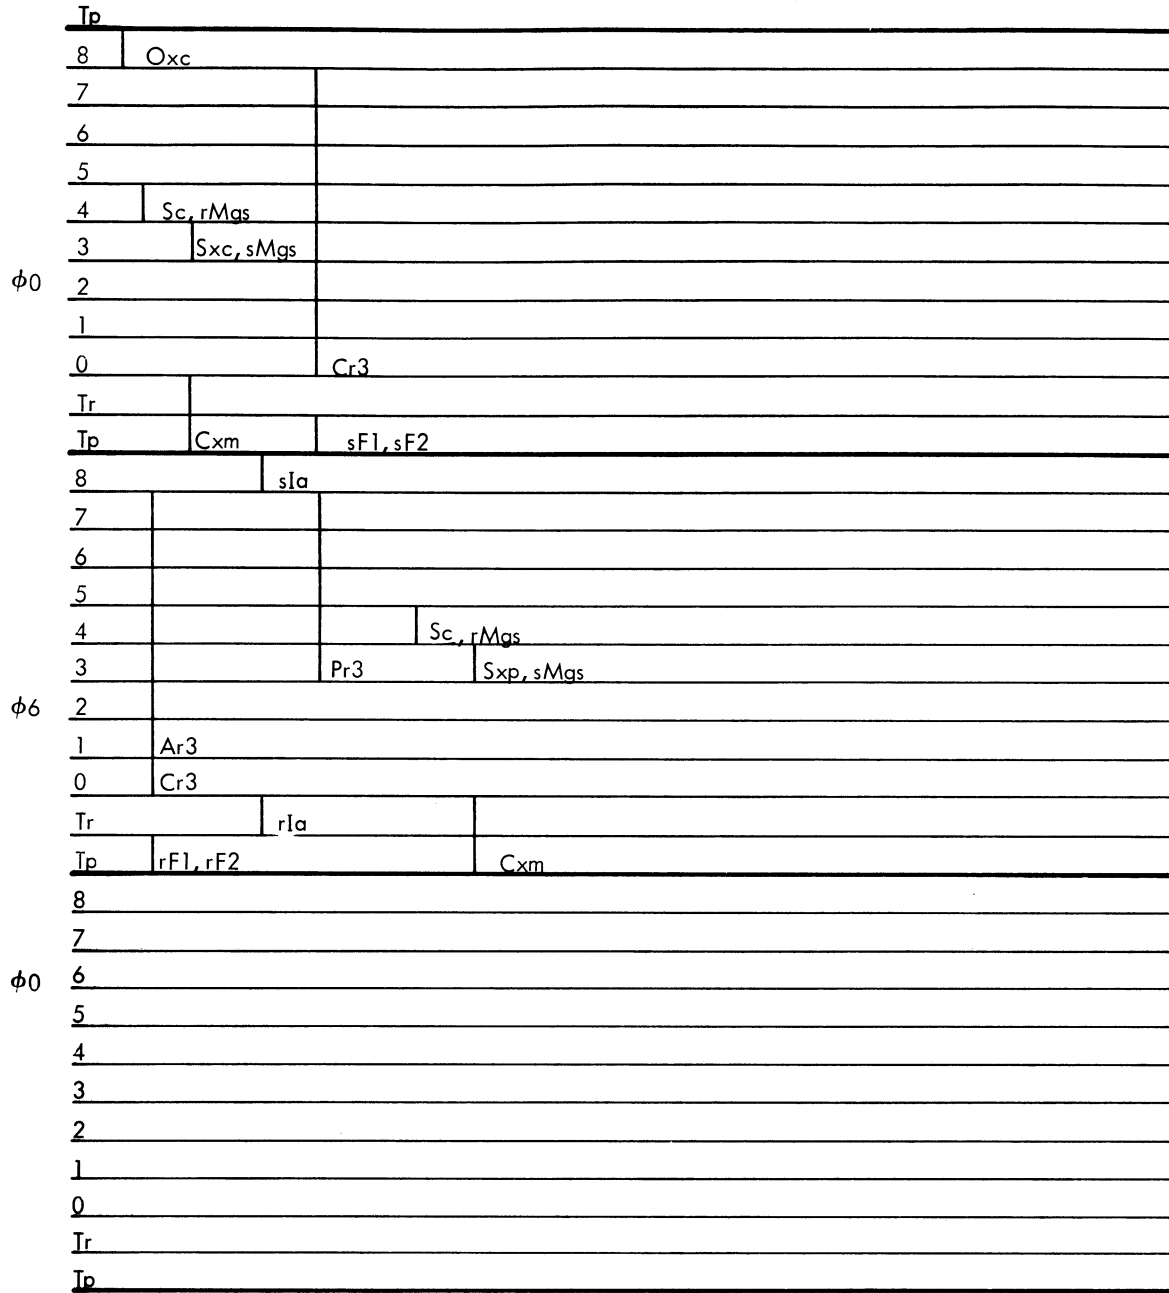 Tp
8 Oxc
7
6
5
4 Sc, rMgs
3 Sxc, sMgs
ϕ0 2
1
0 Cr3
Tr
Tp Cxm sF1, sF2
8 sIa
7
6
5
4 Sc, rMgs
3 Pr3 Sxp, sMgs
ϕ6 2
1 Ar3
0 Cr3
Tr rIa
Tp rF1, rF2 Cxm
8
7
ϕ0 6
5
4
3
2
1
0
Tr
Tp